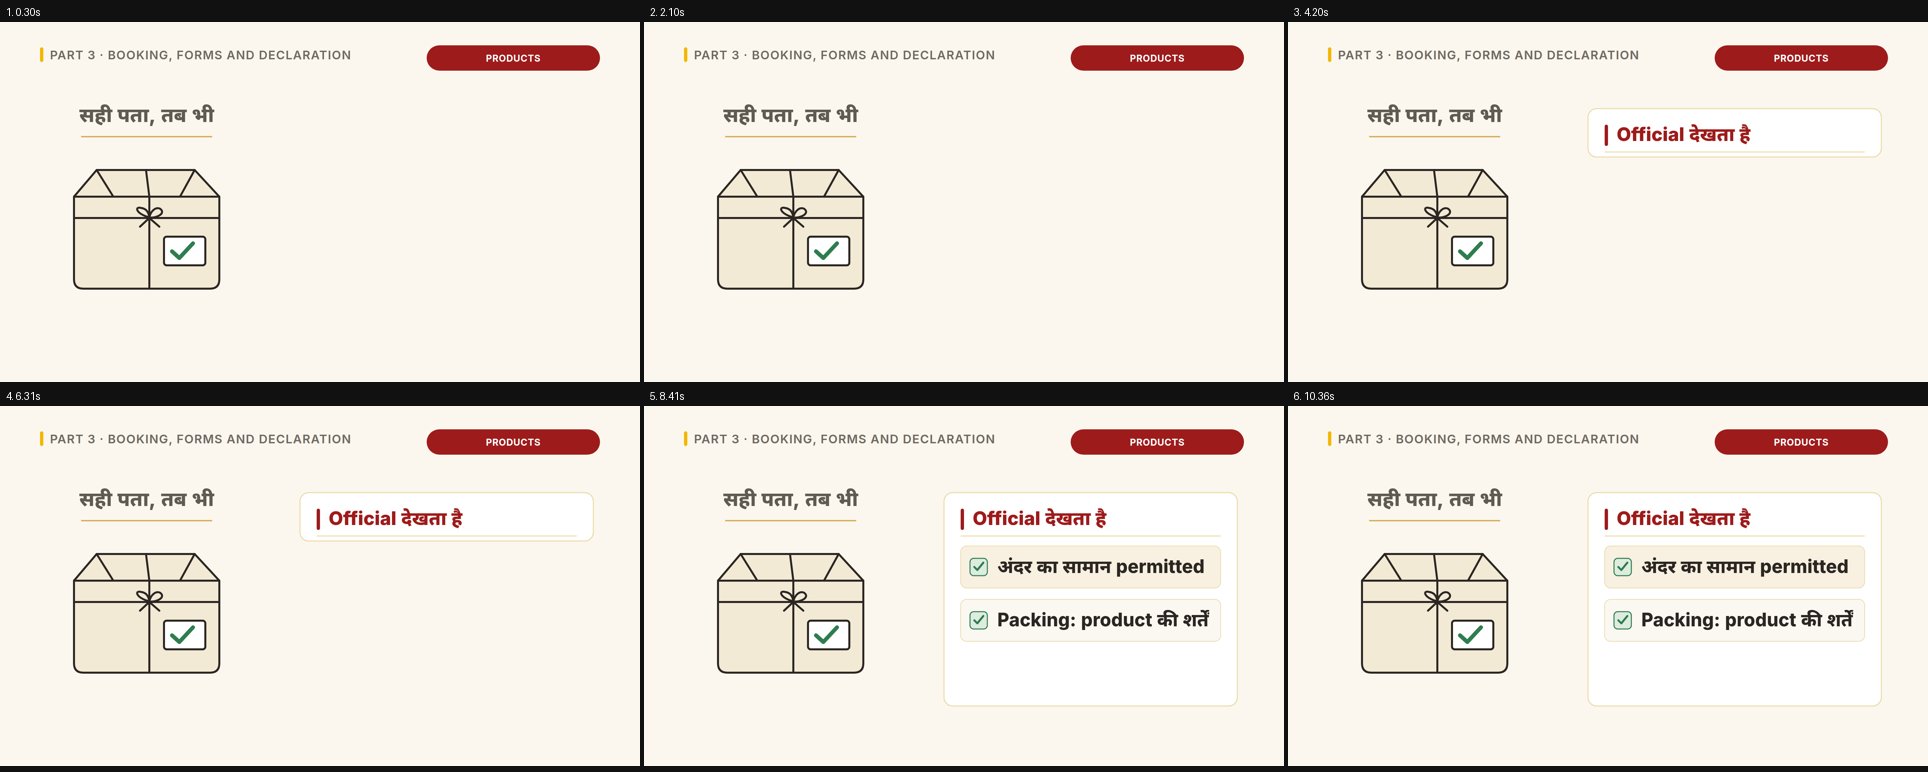 1. 0.30s
PART 3 · BOOKING, FORMS AND DECLARATION
PRODUCTS
सही पता, तब भी
2. 2.10s
PART 3 · BOOKING, FORMS AND DECLARATION
PRODUCTS
सही पता, तब भी
3. 4.20s
PART 3 · BOOKING, FORMS AND DECLARATION
PRODUCTS
सही पता, तब भी
Official देखता है
4. 6.31s
PART 3 · BOOKING, FORMS AND DECLARATION
PRODUCTS
सही पता, तब भी
Official देखता है
5. 8.41s
PART 3 · BOOKING, FORMS AND DECLARATION
PRODUCTS
सही पता, तब भी
Official देखता है
अंदर का सामान permitted
Packing: product की शर्तें
6. 10.36s
PART 3 · BOOKING, FORMS AND DECLARATION
PRODUCTS
सही पता, तब भी
Official देखता है
अंदर का सामान permitted
Packing: product की शर्तें